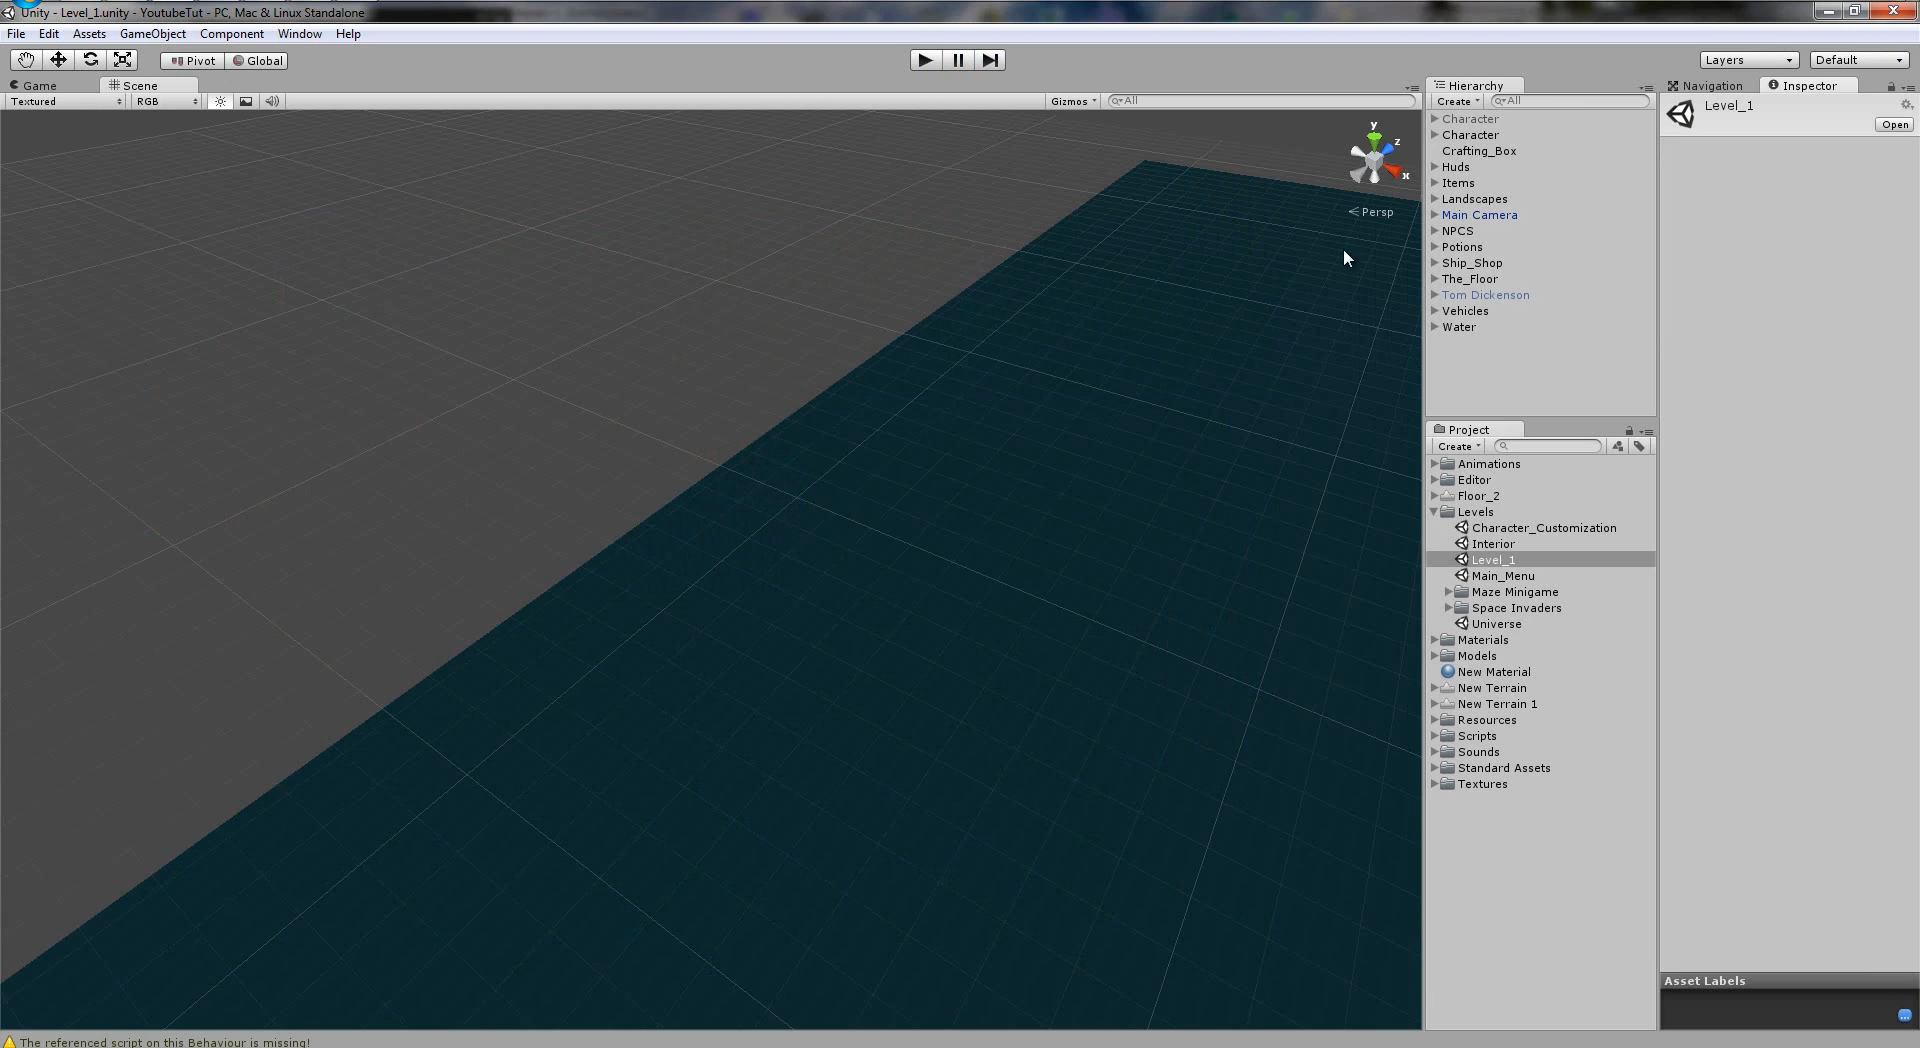 Unity - Level_1.unity - YoutubeTut - PC, Mac & Linux Standalone
File Edit Assets GameObject Component Window Help
Pivot Global Layers Default
Game Scene
Textured RGB Gizmos All
y
z
x
Persp
Hierarchy
Create All
Character
Character
Crafting_Box
Huds
Items
Landscapes
Main Camera
NPCS
Potions
Ship_Shop
The_Floor
Tom Dickenson
Vehicles
Water
Project
Create
Animations
Editor
Floor_2
Levels
Character_Customization
Interior
Level_1
Main_Menu
Maze Minigame
Space Invaders
Universe
Materials
Models
New Material
New Terrain
New Terrain 1
Resources
Scripts
Sounds
Standard Assets
Textures
Navigation Inspector
Level_1
Open
Asset Labels
The referenced script on this Behaviour is missing!